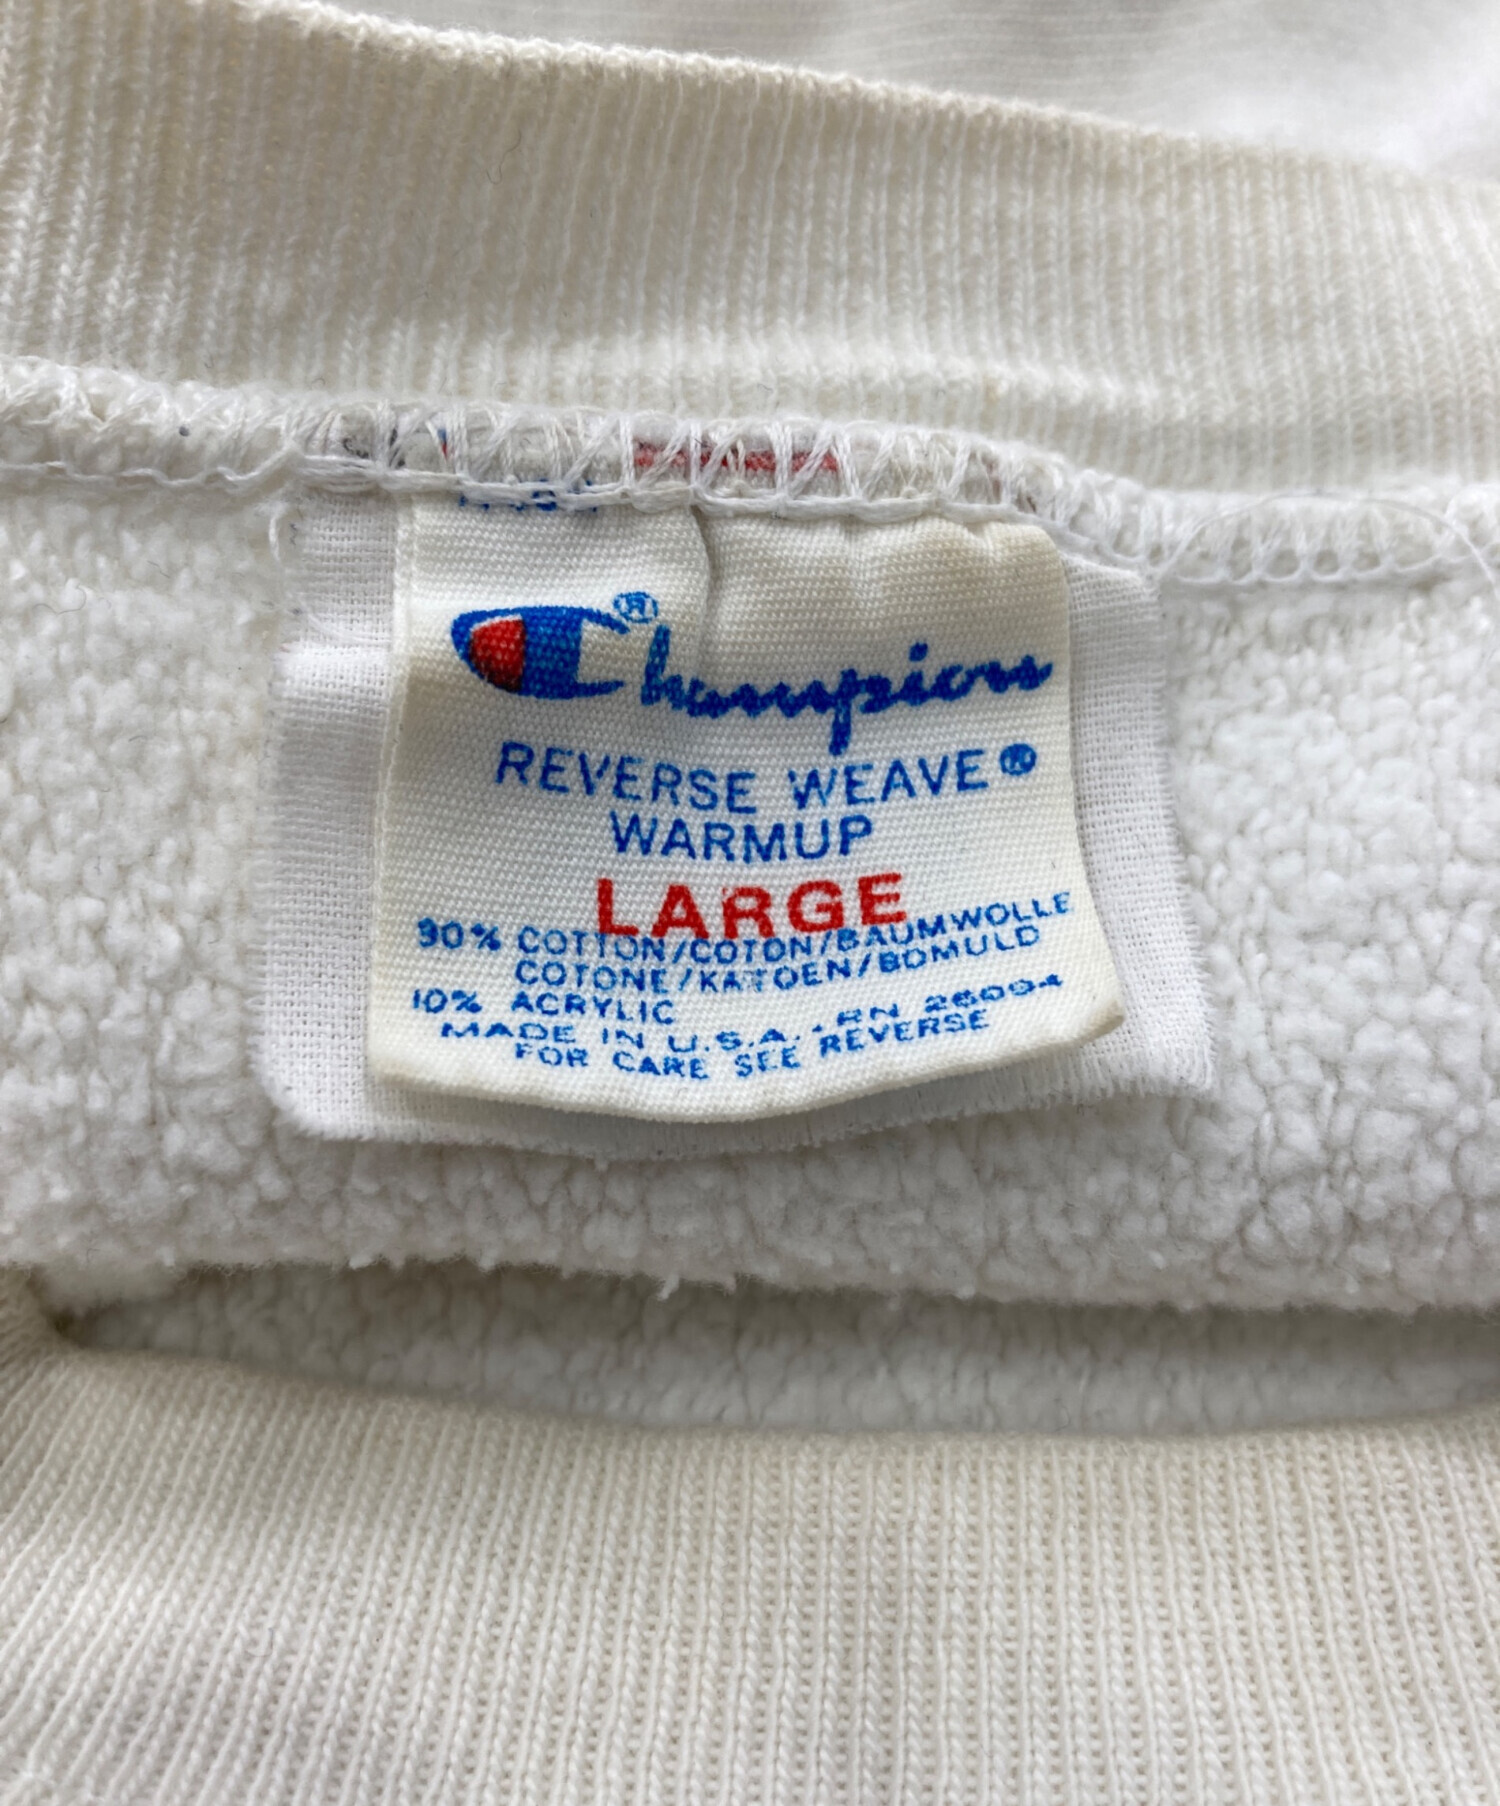 Champion®
REVERSE WEAVE®
WARMUP
LARGE
90% COTTON/COTON/BAUMWOLLE
COTONE/KATOEN/BOMULD
10% ACRYLIC
MADE IN U.S.A. - RN 26094
FOR CARE SEE REVERSE